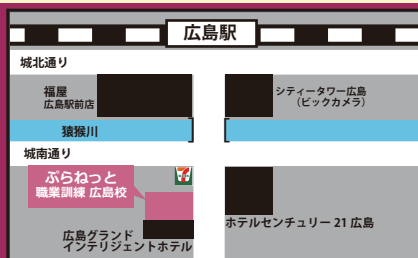 広島駅
城北通り
福屋
広島駅前店
シティータワー広島
（ビックカメラ）
猿猴川
城南通り
ぷらねっと
職業訓練 広島校
広島グランド
インテリジェントホテル
ホテルセンチュリー 21 広島